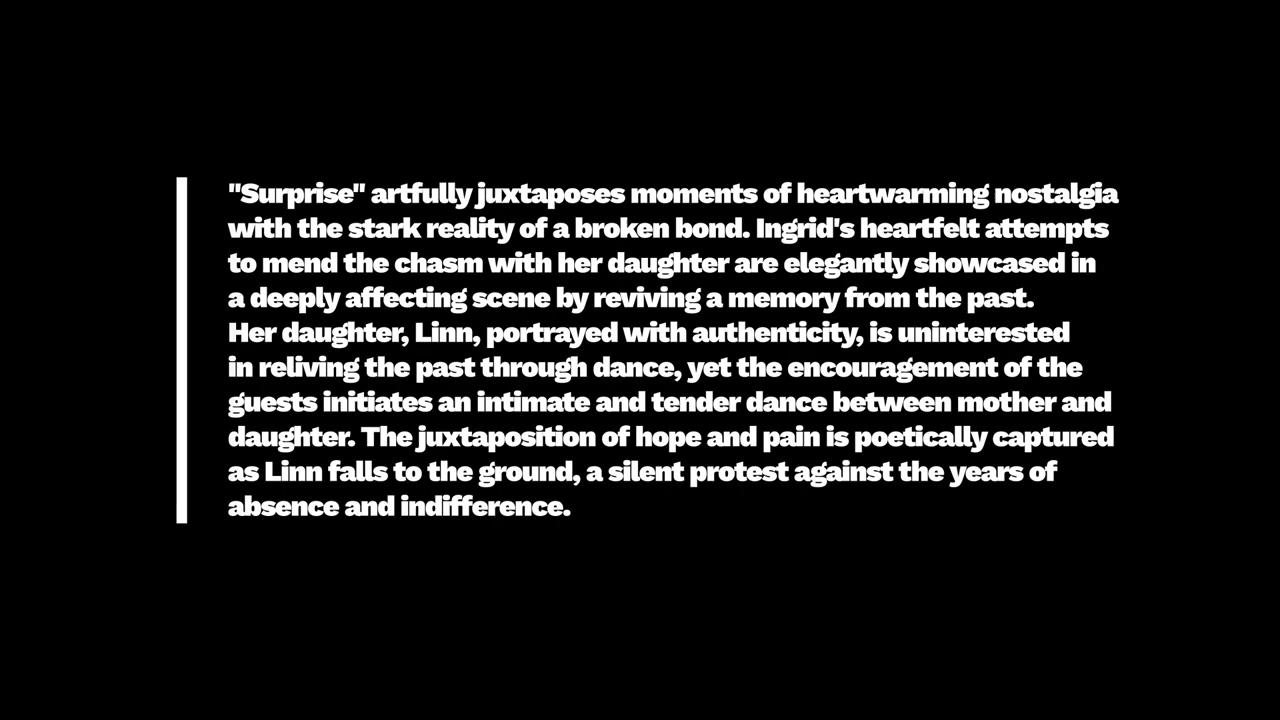 "Surprise" artfully juxtaposes moments of heartwarming nostalgia
with the stark reality of a broken bond. Ingrid's heartfelt attempts
to mend the chasm with her daughter are elegantly showcased in
a deeply affecting scene by reviving a memory from the past.
Her daughter, Linn, portrayed with authenticity, is uninterested
in reliving the past through dance, yet the encouragement of the
guests initiates an intimate and tender dance between mother and
daughter. The juxtaposition of hope and pain is poetically captured
as Linn falls to the ground, a silent protest against the years of
absence and indifference.